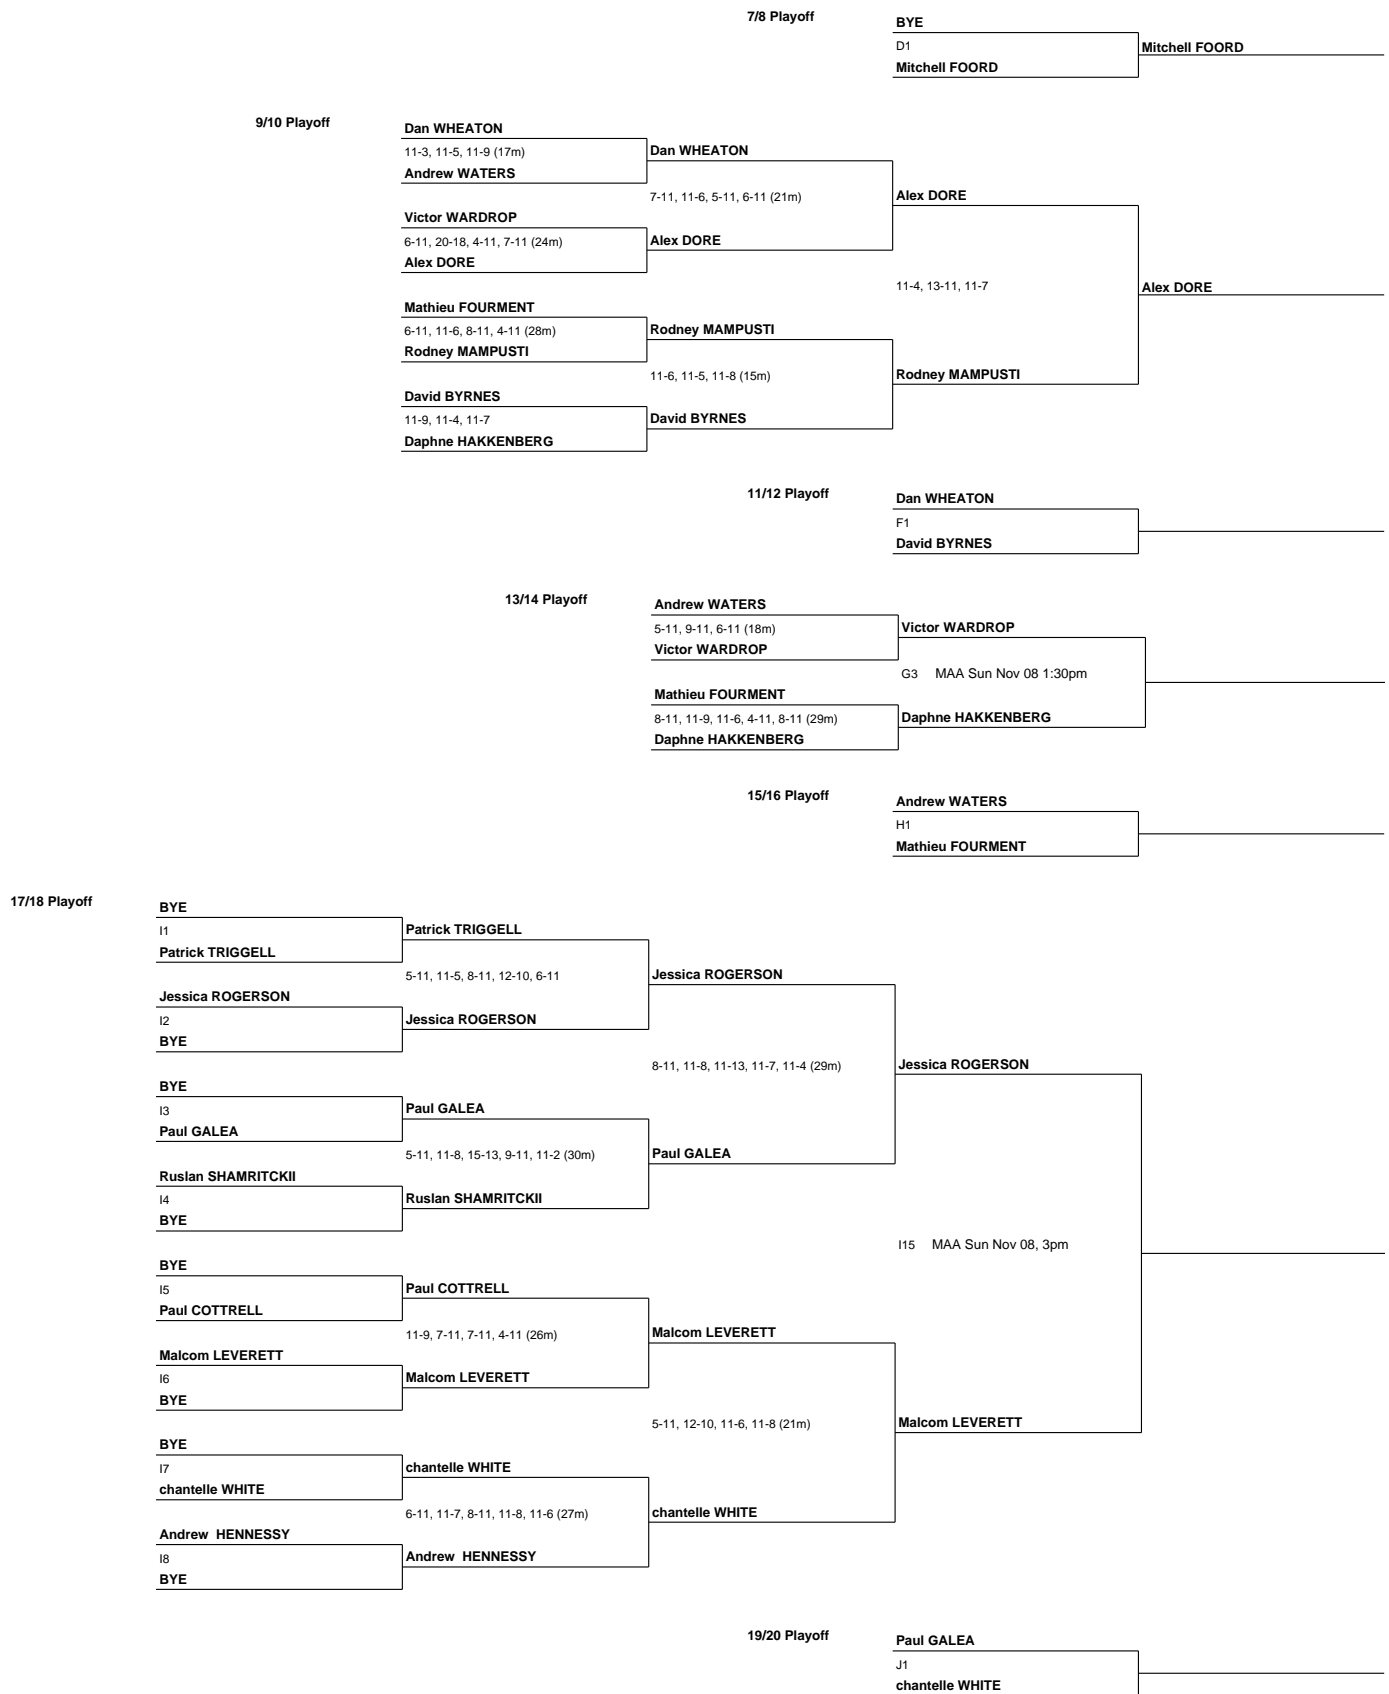 7/8 Playoff
BYE
D1
Mitchell FOORD
Mitchell FOORD
9/10 Playoff
Dan WHEATON
11-3, 11-5, 11-9 (17m)
Andrew WATERS
Dan WHEATON
7-11, 11-6, 5-11, 6-11 (21m)
Alex DORE
Victor WARDROP
6-11, 20-18, 4-11, 7-11 (24m)
Alex DORE
Alex DORE
11-4, 13-11, 11-7
Alex DORE
Mathieu FOURMENT
6-11, 11-6, 8-11, 4-11 (28m)
Rodney MAMPUSTI
Rodney MAMPUSTI
11-6, 11-5, 11-8 (15m)
Rodney MAMPUSTI
David BYRNES
11-9, 11-4, 11-7
Daphne HAKKENBERG
David BYRNES
11/12 Playoff
Dan WHEATON
F1
David BYRNES
13/14 Playoff
Andrew WATERS
5-11, 9-11, 6-11 (18m)
Victor WARDROP
Victor WARDROP
G3 MAA Sun Nov 08 1:30pm
Mathieu FOURMENT
8-11, 11-9, 11-6, 4-11, 8-11 (29m)
Daphne HAKKENBERG
Daphne HAKKENBERG
15/16 Playoff
Andrew WATERS
H1
Mathieu FOURMENT
17/18 Playoff
BYE
I1
Patrick TRIGGELL
Patrick TRIGGELL
5-11, 11-5, 8-11, 12-10, 6-11
Jessica ROGERSON
Jessica ROGERSON
I2
BYE
Jessica ROGERSON
8-11, 11-8, 11-13, 11-7, 11-4 (29m)
Jessica ROGERSON
BYE
I3
Paul GALEA
Paul GALEA
5-11, 11-8, 15-13, 9-11, 11-2 (30m)
Paul GALEA
Ruslan SHAMRITCKII
I4
BYE
Ruslan SHAMRITCKII
I15 MAA Sun Nov 08, 3pm
BYE
I5
Paul COTTRELL
Paul COTTRELL
11-9, 7-11, 7-11, 4-11 (26m)
Malcom LEVERETT
Malcom LEVERETT
I6
BYE
Malcom LEVERETT
5-11, 12-10, 11-6, 11-8 (21m)
Malcom LEVERETT
BYE
I7
chantelle WHITE
chantelle WHITE
6-11, 11-7, 8-11, 11-8, 11-6 (27m)
chantelle WHITE
Andrew HENNESSY
I8
BYE
Andrew HENNESSY
19/20 Playoff
Paul GALEA
J1
chantelle WHITE